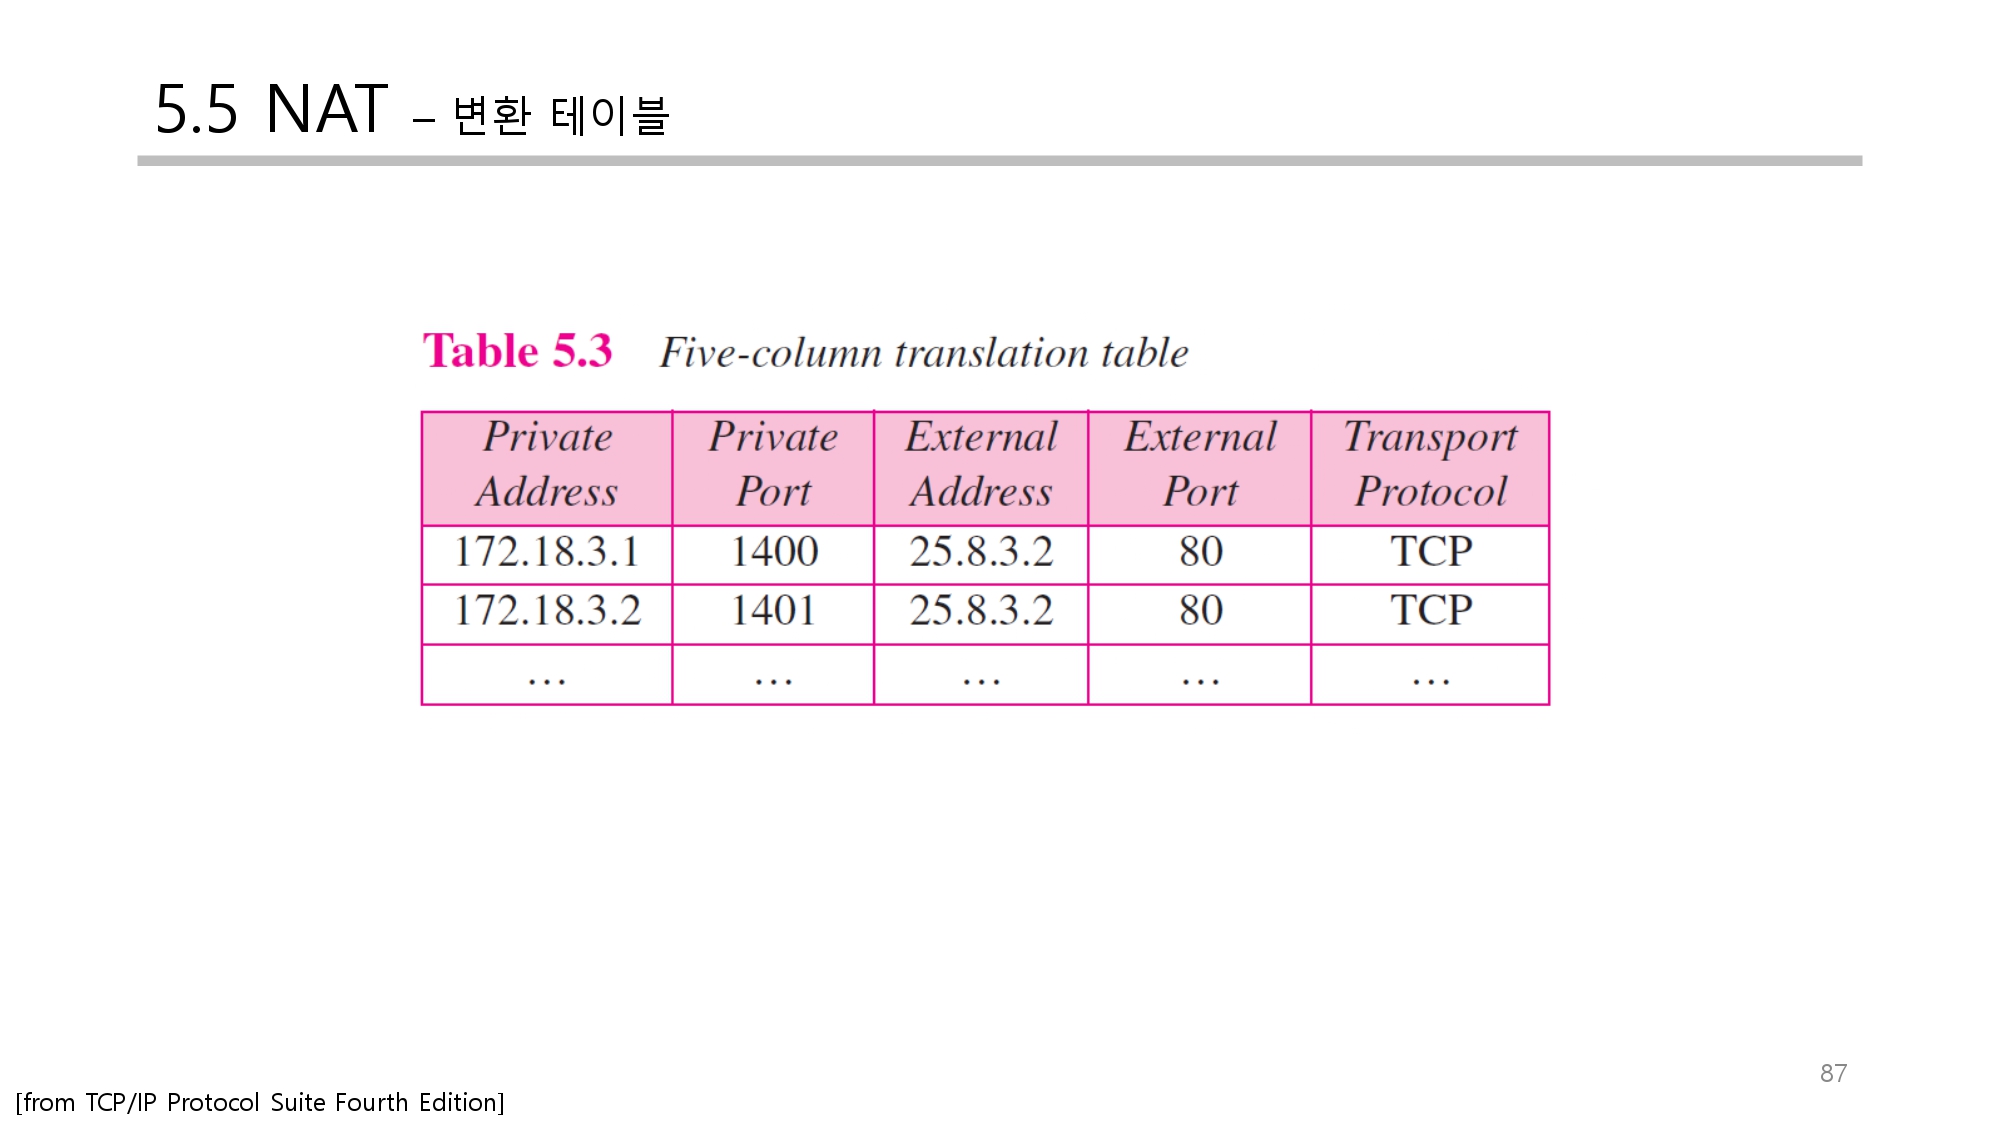 5.5 NAT – 변환 테이블
Table 5.3 Five-column translation table
Private Address Private Port External Address External Port Transport Protocol
172.18.3.1 1400 25.8.3.2 80 TCP
172.18.3.2 1401 25.8.3.2 80 TCP
… … … … …
87
[from TCP/IP Protocol Suite Fourth Edition]